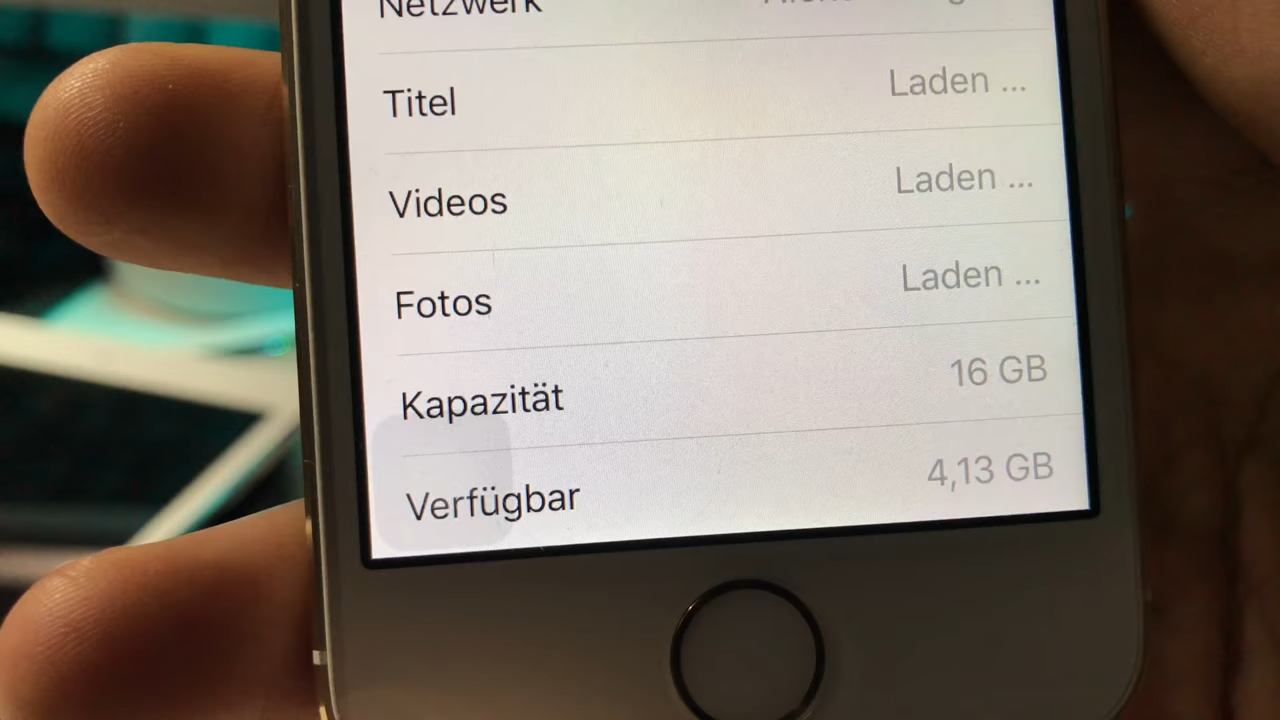 Netzwerk
Titel Laden ...
Videos Laden ...
Fotos Laden ...
Kapazität 16 GB
Verfügbar 4,13 GB